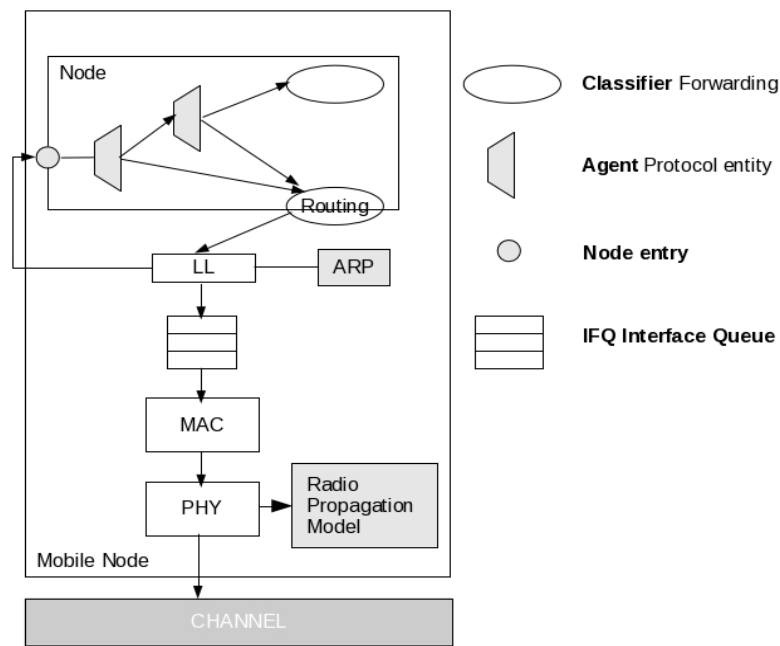 Node
Routing
LL
ARP
MAC
PHY
Radio
Propagation
Model
Mobile Node
CHANNEL
Classifier Forwarding
Agent Protocol entity
Node entry
IFQ Interface Queue